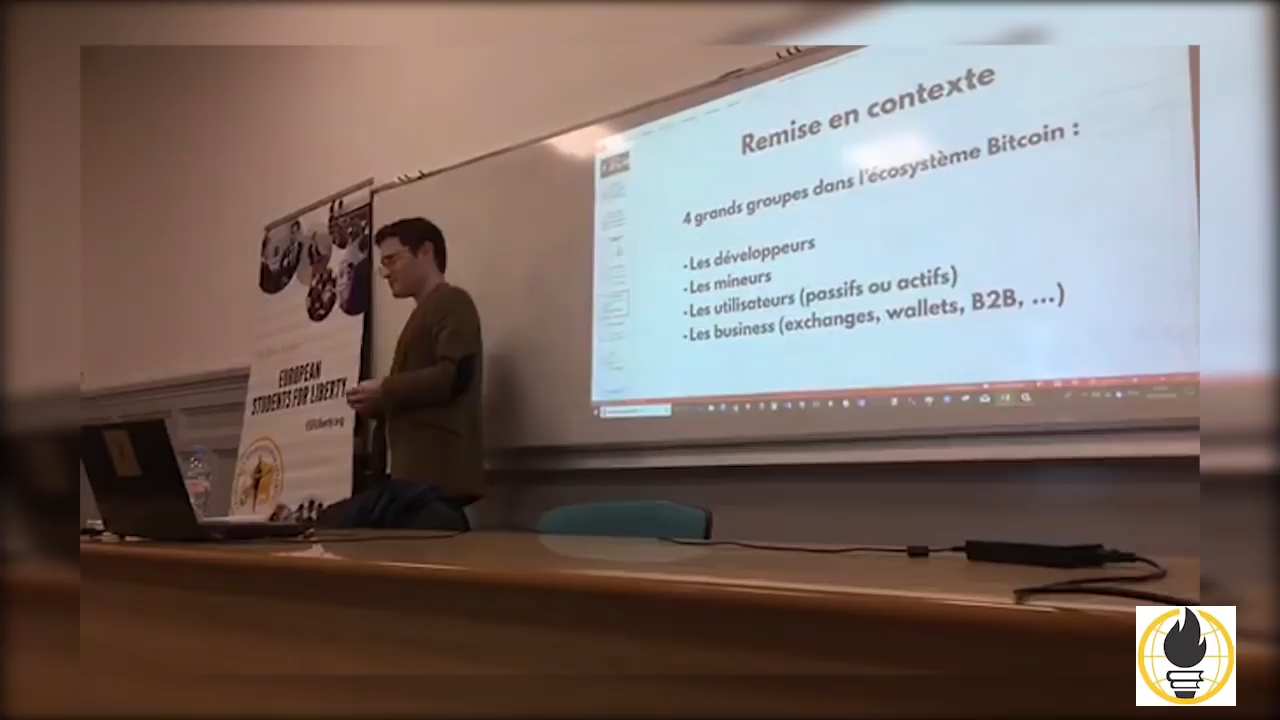 Remise en contexte
4 grands groupes dans l'écosystème Bitcoin :
-Les développeurs
-Les mineurs
-Les utilisateurs (passifs ou actifs)
-Les business (exchanges, wallets, B2B, ...)
EUROPEAN
STUDENTS FOR LIBERTY